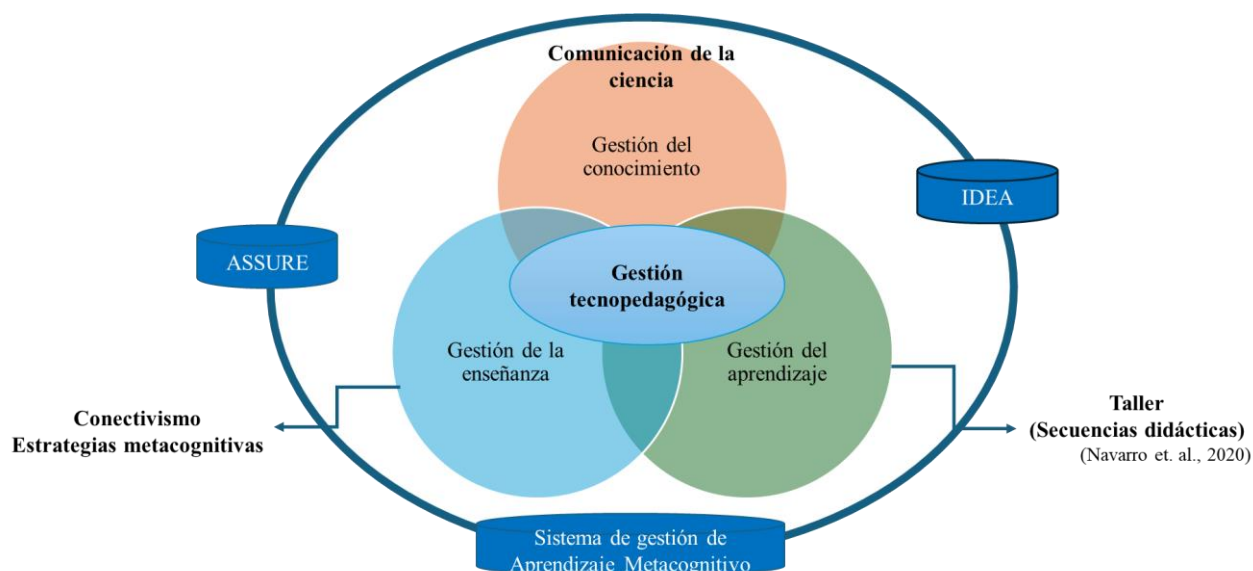 Comunicación de la
ciencia
Gestión del
conocimiento
IDEA
ASSURE
Gestión
tecnopedagógica
Gestión de la
enseñanza
Gestión del
aprendizaje
Conectivismo
Estrategias metacognitivas
Taller
(Secuencias didácticas)
(Navarro et. al., 2020)
Sistema de gestión de
Aprendizaje Metacognitivo